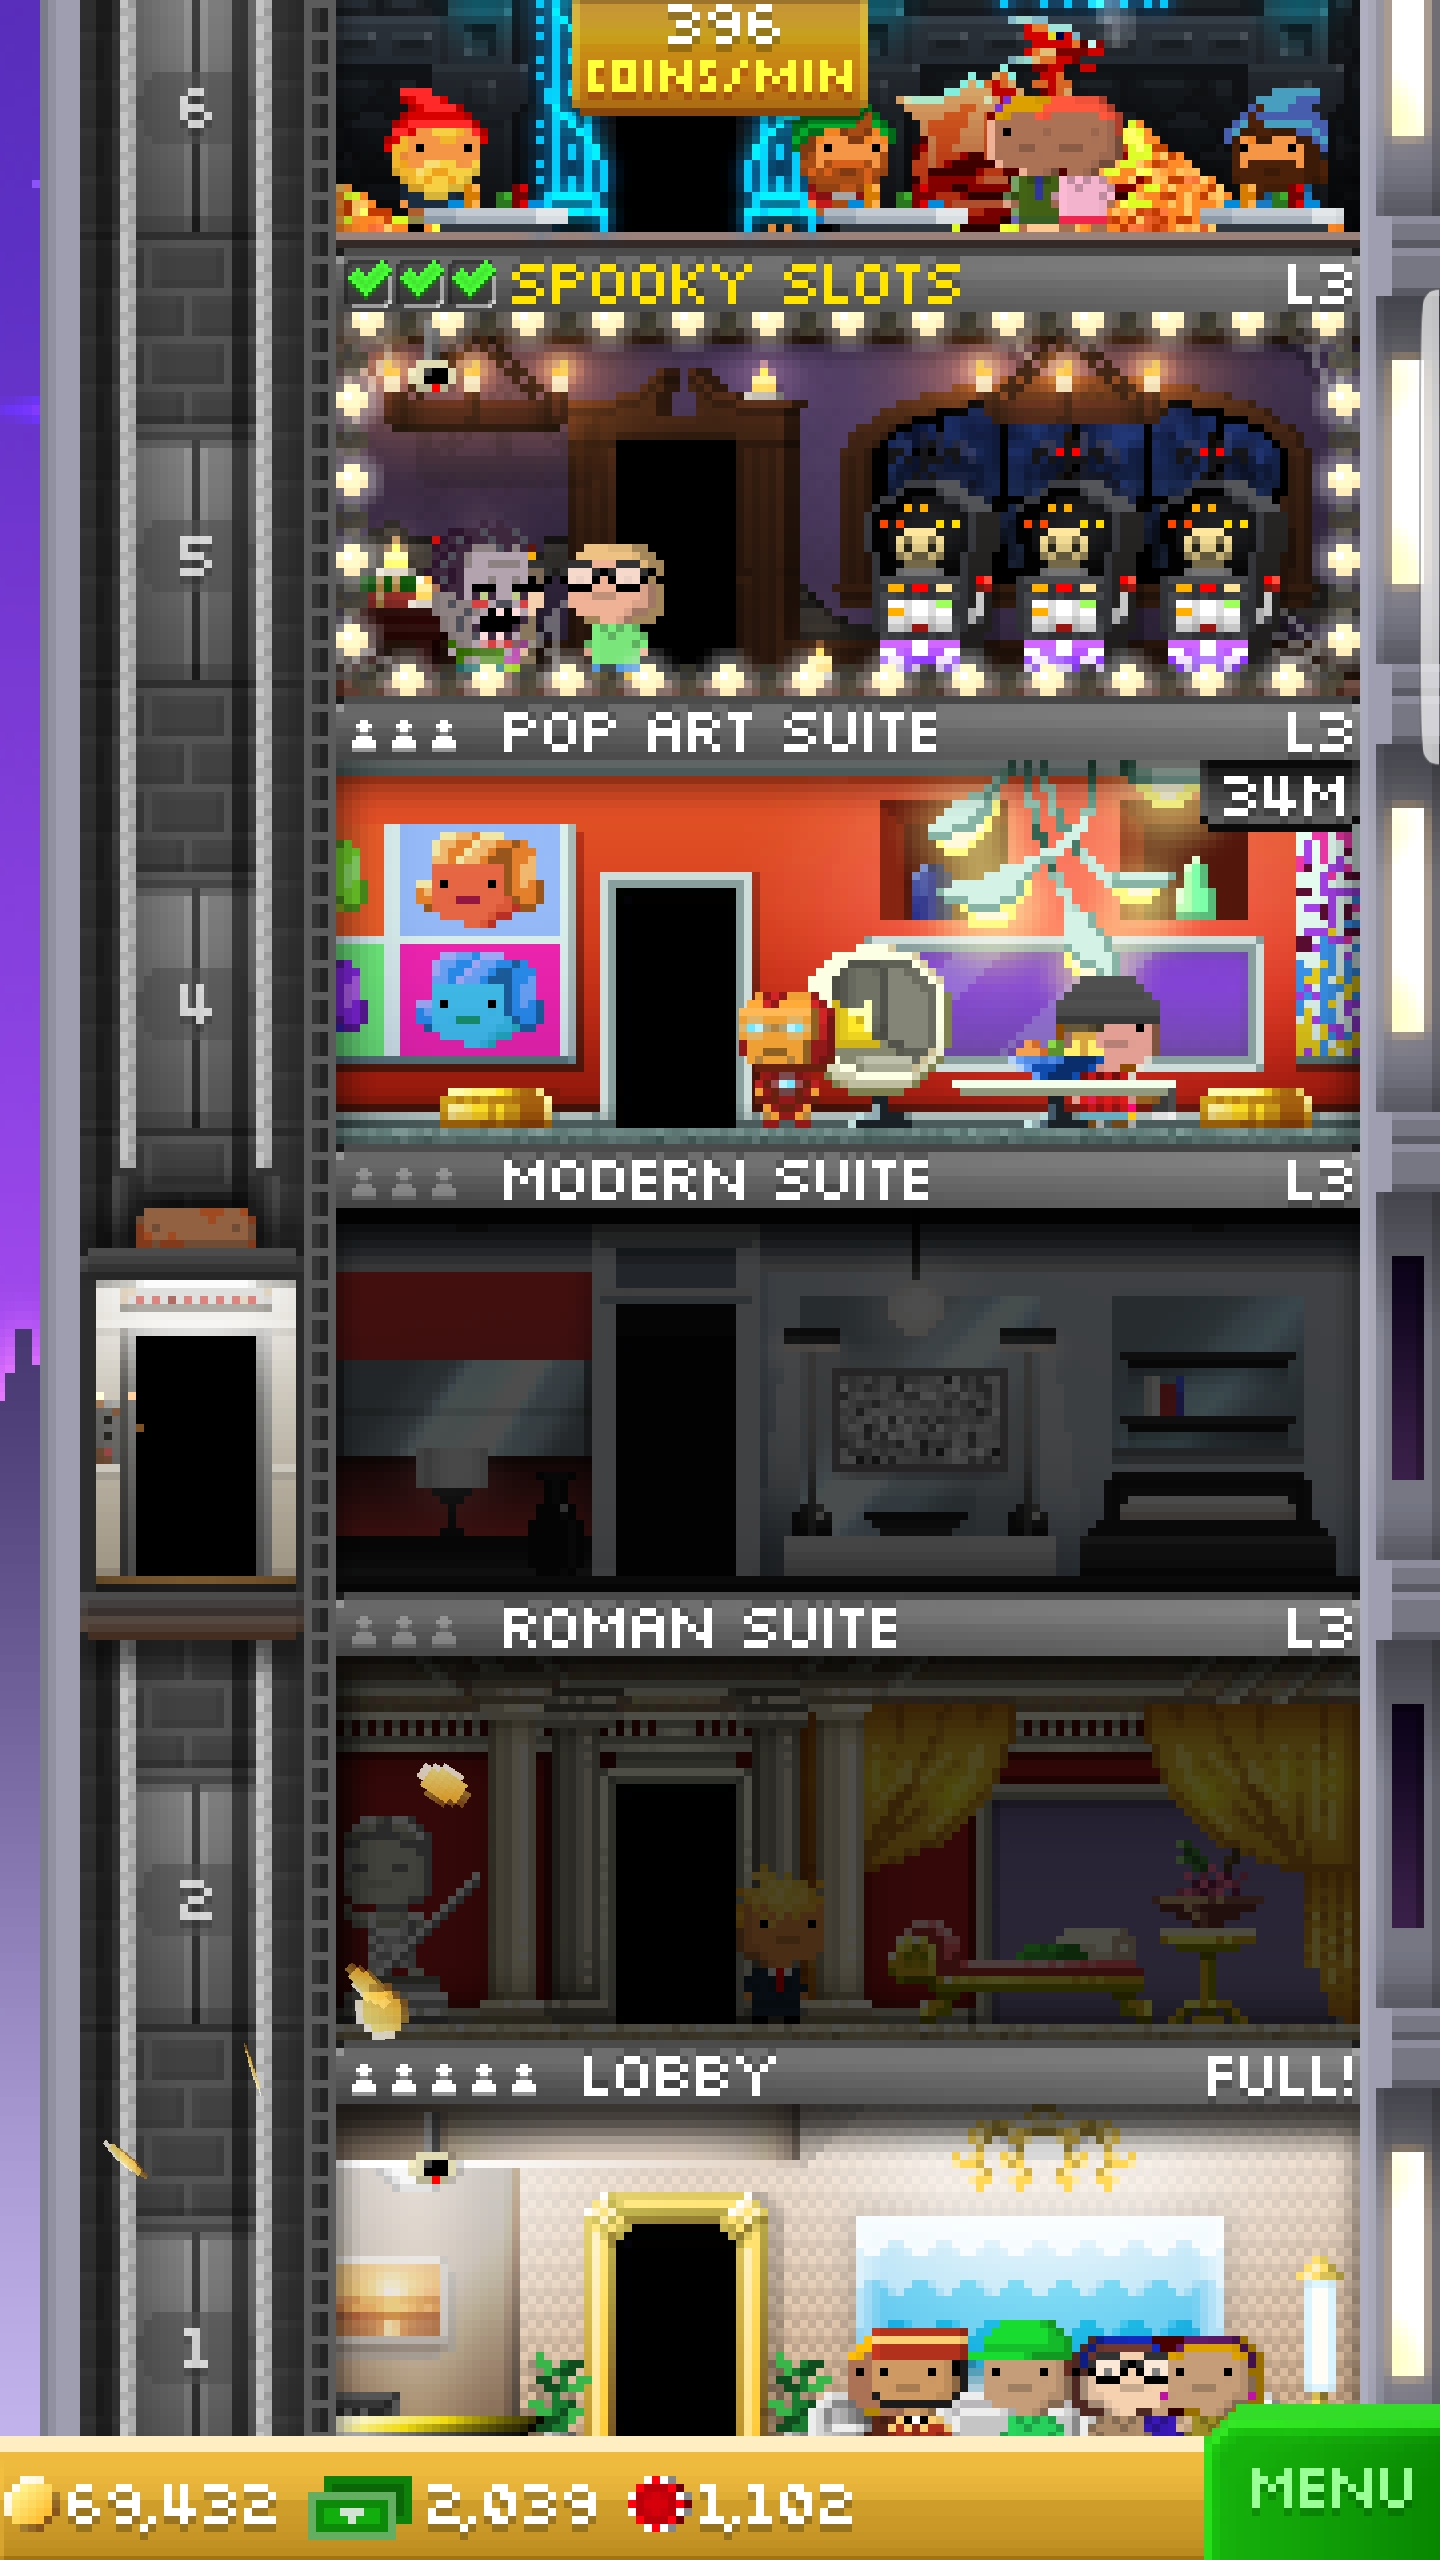 396
COINS/MIN
6
SPOOKY SLOTS L3
5
POP ART SUITE L3
34M
4
MODERN SUITE L3
ROMAN SUITE L3
2
LOBBY FULL!
1
69,432 2,039 1,102
MENU